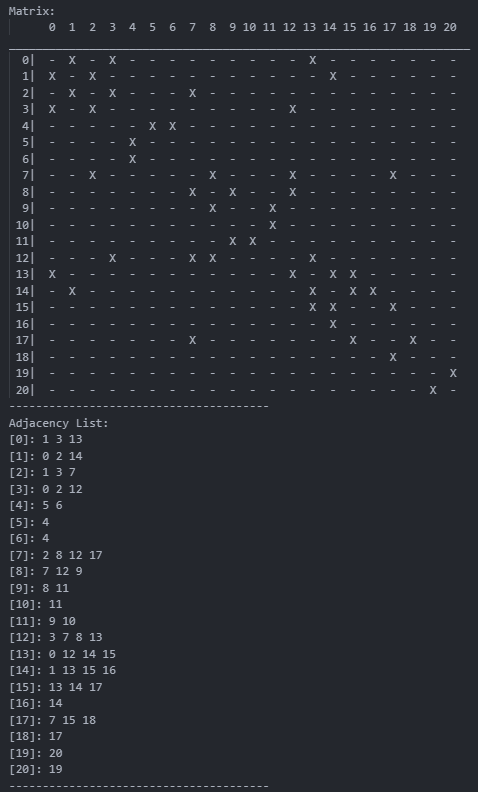 Matrix:
      0  1  2  3  4  5  6  7  8  9 10 11 12 13 14 15 16 17 18 19 20
_____________________________________________________________________
  0|  -  X  -  X  -  -  -  -  -  -  -  -  -  X  -  -  -  -  -  -  -
  1|  X  -  X  -  -  -  -  -  -  -  -  -  -  -  X  -  -  -  -  -  -
  2|  -  X  -  X  -  -  -  X  -  -  -  -  -  -  -  -  -  -  -  -  -
  3|  X  -  X  -  -  -  -  -  -  -  -  -  X  -  -  -  -  -  -  -  -
  4|  -  -  -  -  -  X  X  -  -  -  -  -  -  -  -  -  -  -  -  -  -
  5|  -  -  -  -  X  -  -  -  -  -  -  -  -  -  -  -  -  -  -  -  -
  6|  -  -  -  -  X  -  -  -  -  -  -  -  -  -  -  -  -  -  -  -  -
  7|  -  -  X  -  -  -  -  -  X  -  -  -  X  -  -  -  -  X  -  -  -
  8|  -  -  -  -  -  -  -  X  -  X  -  -  X  -  -  -  -  -  -  -  -
  9|  -  -  -  -  -  -  -  -  X  -  -  X  -  -  -  -  -  -  -  -  -
 10|  -  -  -  -  -  -  -  -  -  -  -  X  -  -  -  -  -  -  -  -  -
 11|  -  -  -  -  -  -  -  -  -  X  X  -  -  -  -  -  -  -  -  -  -
 12|  -  -  -  X  -  -  -  X  X  -  -  -  -  X  -  -  -  -  -  -  -
 13|  X  -  -  -  -  -  -  -  -  -  -  -  X  -  X  X  -  -  -  -  -
 14|  -  X  -  -  -  -  -  -  -  -  -  -  -  X  -  X  X  -  -  -  -
 15|  -  -  -  -  -  -  -  -  -  -  -  -  -  X  X  -  -  X  -  -  -
 16|  -  -  -  -  -  -  -  -  -  -  -  -  -  -  X  -  -  -  -  -  -
 17|  -  -  -  -  -  -  -  X  -  -  -  -  -  -  -  X  -  -  X  -  -
 18|  -  -  -  -  -  -  -  -  -  -  -  -  -  -  -  -  -  X  -  -  -
 19|  -  -  -  -  -  -  -  -  -  -  -  -  -  -  -  -  -  -  -  -  X
 20|  -  -  -  -  -  -  -  -  -  -  -  -  -  -  -  -  -  -  -  X  -
---------------------------------------
Adjacency List:
[0]: 1 3 13
[1]: 0 2 14
[2]: 1 3 7
[3]: 0 2 12
[4]: 5 6
[5]: 4
[6]: 4
[7]: 2 8 12 17
[8]: 7 12 9
[9]: 8 11
[10]: 11
[11]: 9 10
[12]: 3 7 8 13
[13]: 0 12 14 15
[14]: 1 13 15 16
[15]: 13 14 17
[16]: 14
[17]: 7 15 18
[18]: 17
[19]: 20
[20]: 19
---------------------------------------